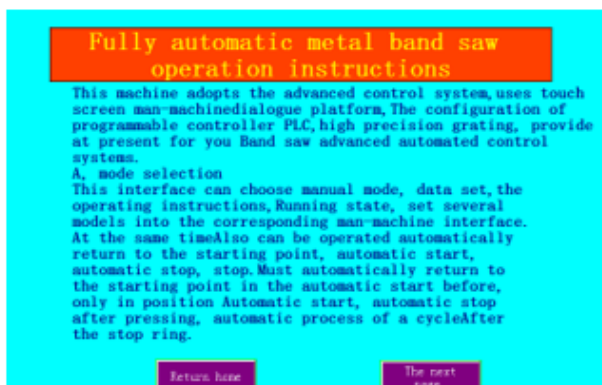 Fully automatic metal band saw
operation instructions
This machine adopts the advanced control system,uses touch
screen man-machinedialogue platform,The configuration of
programmable controller PLC,high precision grating, provide
at present for you Band saw advanced automated control
systems.
A, mode selection
This interface can choose manual mode, data set,the
operating instructions,Running state, set several
models into the corresponding man-machine interface.
At the same timeAlso can be operated automatically
return to the starting point, automatic start,
automatic stop, stop.Must automatically return to
the starting point in the automatic start before,
only in position Automatic start, automatic stop
after pressing, automatic process of a cycleAfter
the stop ring.
Return home
The next